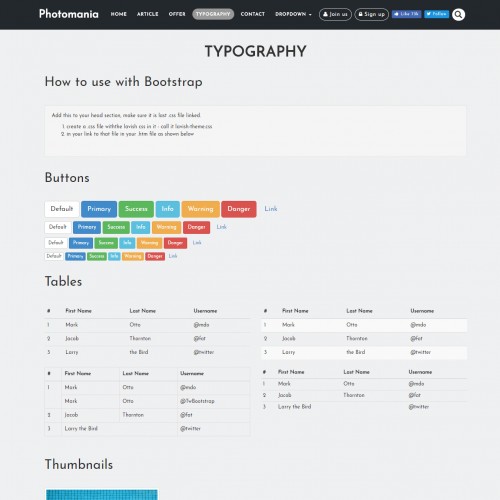 Photomania HOME ARTICLE OFFER TYPOGRAPHY CONTACT DROPDOWN Join us Sign up Like 716 Follow
TYPOGRAPHY
How to use with Bootstrap
Add this to your head section, make sure it is last .css file linked:
1. create a .css file withthe lavish css in it - call it lavish-theme.css
2. in your link to that file in your .htm file as shown below
Buttons
Default Primary Success Info Warning Danger Link
Default Primary Success Info Warning Danger Link
Default Primary Success Info Warning Danger Link
Default Primary Success Info Warning Danger Link
Tables
# First Name Last Name Username
1 Mark Otto @mdo
2 Jacob Thornton @fat
3 Larry the Bird @twitter
# First Name Last Name Username
1 Mark Otto @mdo
2 Jacob Thornton @fat
3 Larry the Bird @twitter
# First Name Last Name Username
1 Mark Otto @mdo
Mark Otto @TwBootstrap
2 Jacob Thornton @fat
3 Larry the Bird @twitter
# First Name Last Name Username
1 Mark Otto @mdo
2 Jacob Thornton @fat
3 Larry the Bird @twitter
Thumbnails